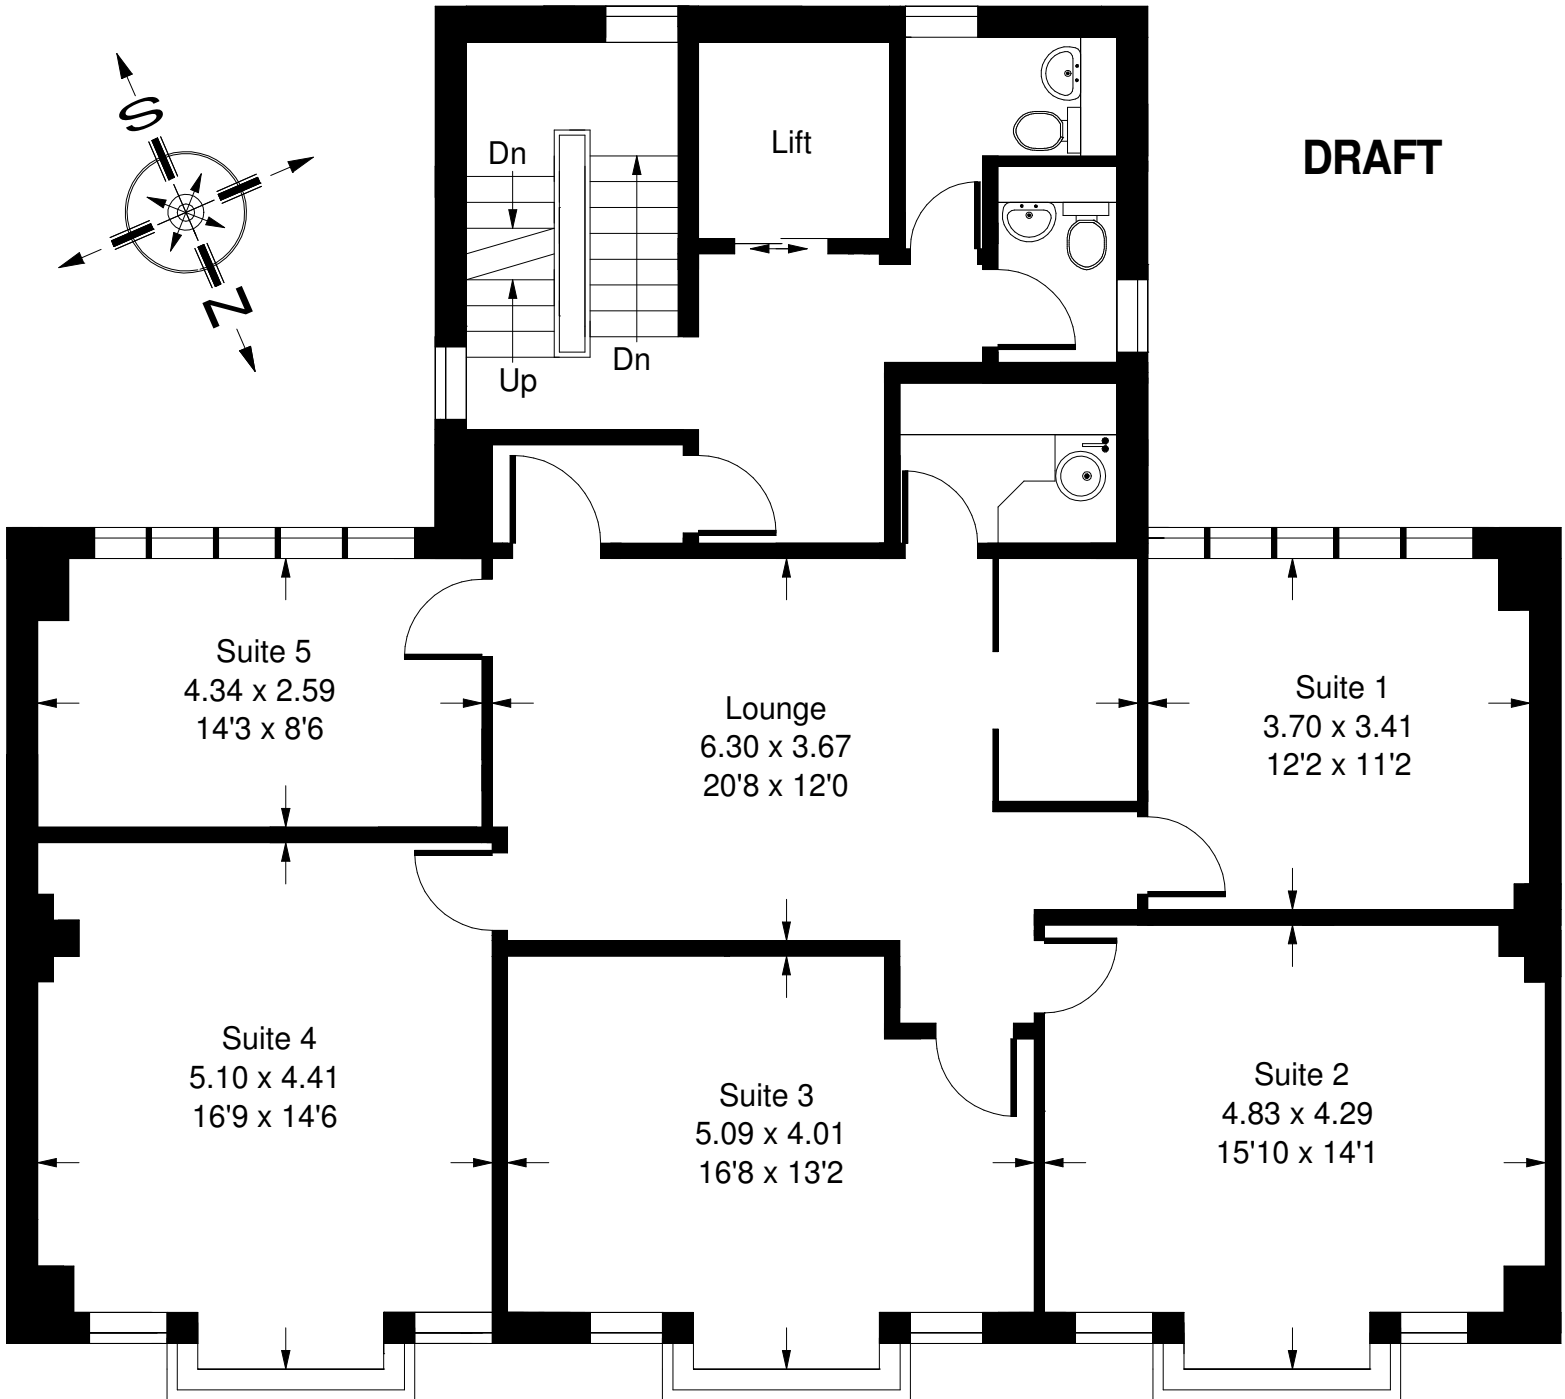 S
N
DRAFT
Lift
Dn
Dn
Up
Suite 5
4.34 x 2.59
14'3 x 8'6
Lounge
6.30 x 3.67
20'8 x 12'0
Suite 1
3.70 x 3.41
12'2 x 11'2
Suite 4
5.10 x 4.41
16'9 x 14'6
Suite 3
5.09 x 4.01
16'8 x 13'2
Suite 2
4.83 x 4.29
15'10 x 14'1